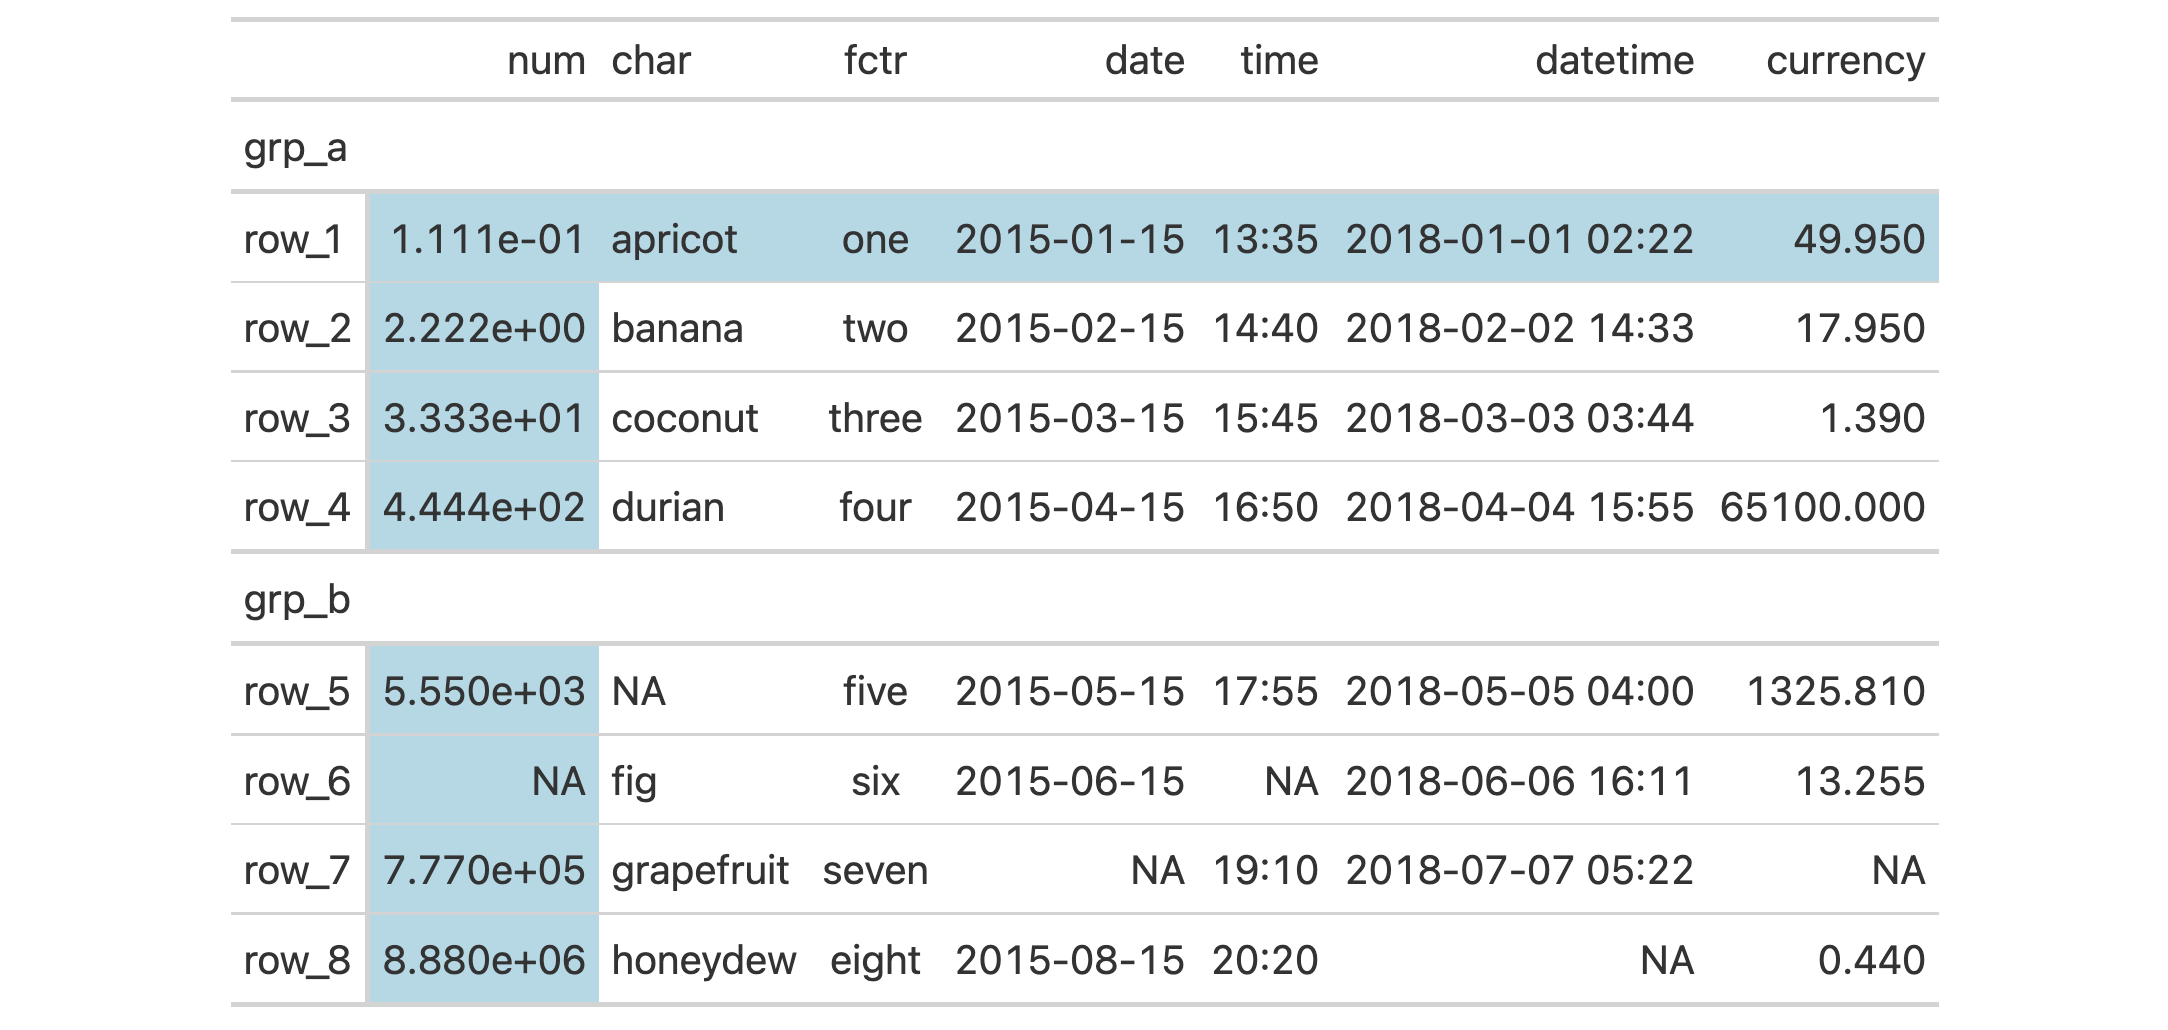 num char fctr date time datetime currency
grp_a
row_1 1.111e-01 apricot one 2015-01-15 13:35 2018-01-01 02:22 49.950
row_2 2.222e+00 banana two 2015-02-15 14:40 2018-02-02 14:33 17.950
row_3 3.333e+01 coconut three 2015-03-15 15:45 2018-03-03 03:44 1.390
row_4 4.444e+02 durian four 2015-04-15 16:50 2018-04-04 15:55 65100.000
grp_b
row_5 5.550e+03 NA five 2015-05-15 17:55 2018-05-05 04:00 1325.810
row_6 NA fig six 2015-06-15 NA 2018-06-06 16:11 13.255
row_7 7.770e+05 grapefruit seven NA 19:10 2018-07-07 05:22 NA
row_8 8.880e+06 honeydew eight 2015-08-15 20:20 NA 0.440